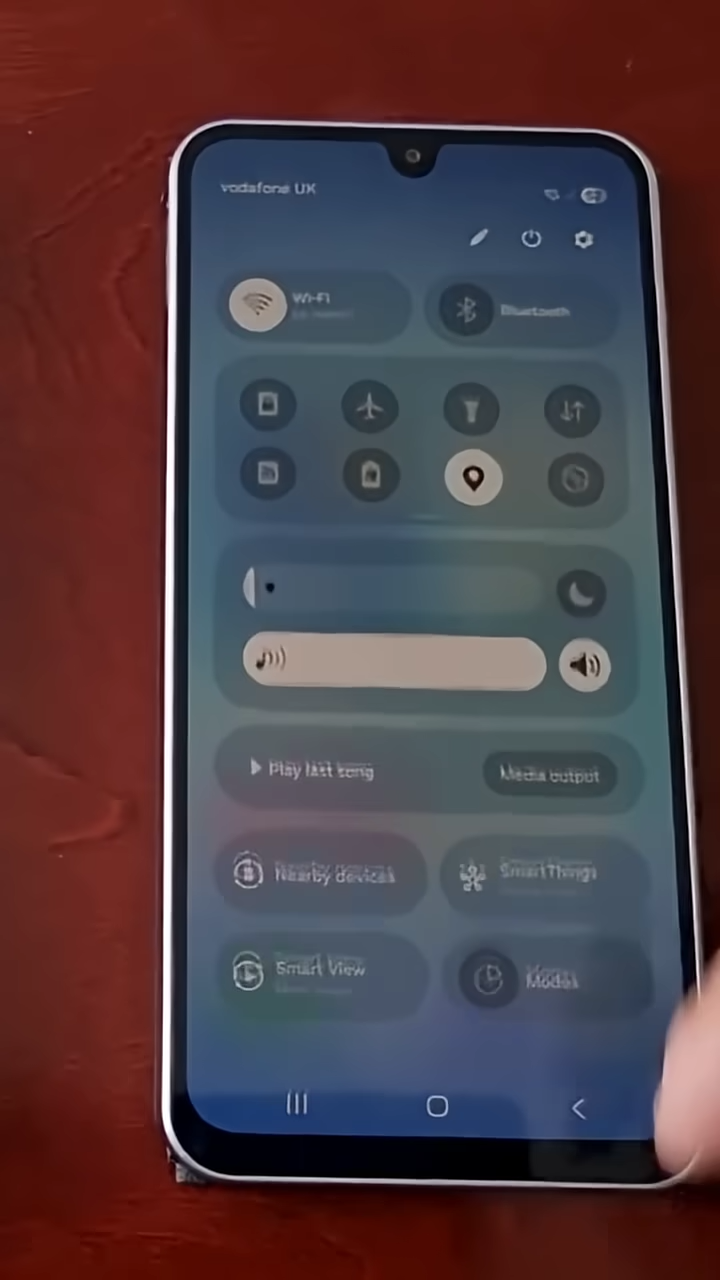 vodafone UK
Wi-Fi
Bluetooth
Play last song
Media output
Nearby devices
SmartThings
Smart View
Modes